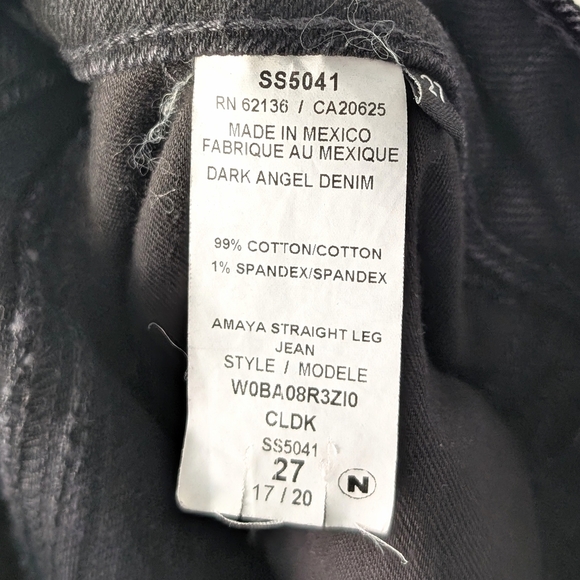 SS5041
RN 62136 / CA20625
MADE IN MEXICO
FABRIQUE AU MEXIQUE
DARK ANGEL DENIM
99% COTTON/COTTON
1% SPANDEX/SPANDEX
AMAYA STRAIGHT LEG
JEAN
STYLE / MODELE
W0BA08R3ZI0
CLDK
SS5041
27
17 / 20
N
27